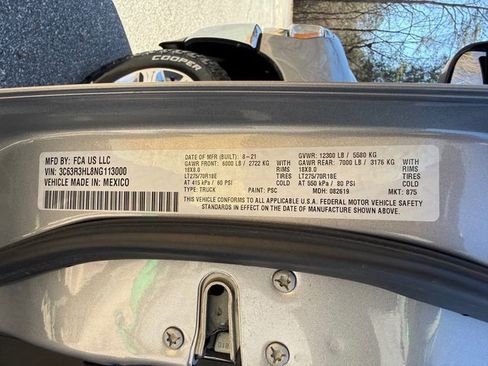 COOPER
MFD BY: FCA US LLC
VIN: 3C63R3HL8NG113000
VEHICLE MADE IN: MEXICO
DATE OF MFR (BUILT): 8-21 GVWR: 12300 LB / 5580 KG
GAWR FRONT: 6000 LB / 2722 KG WITH GAWR REAR: 7000 LB / 3176 KG WITH
18X8.0 RIMS 18X8.0 RIMS
LT275/70R18E TIRES LT275/70R18E TIRES
AT 415 kPa / 60 PSI COLD AT 550 kPa / 80 PSI COLD
TYPE: TRUCK PAINT: PSC MDH: 082619 MKT: 875
THIS VEHICLE CONFORMS TO ALL APPLICABLE U.S.A. FEDERAL MOTOR VEHICLE SAFETY
STANDARDS IN EFFECT ON THE DATE OF MANUFACTURE SHOWN ABOVE.